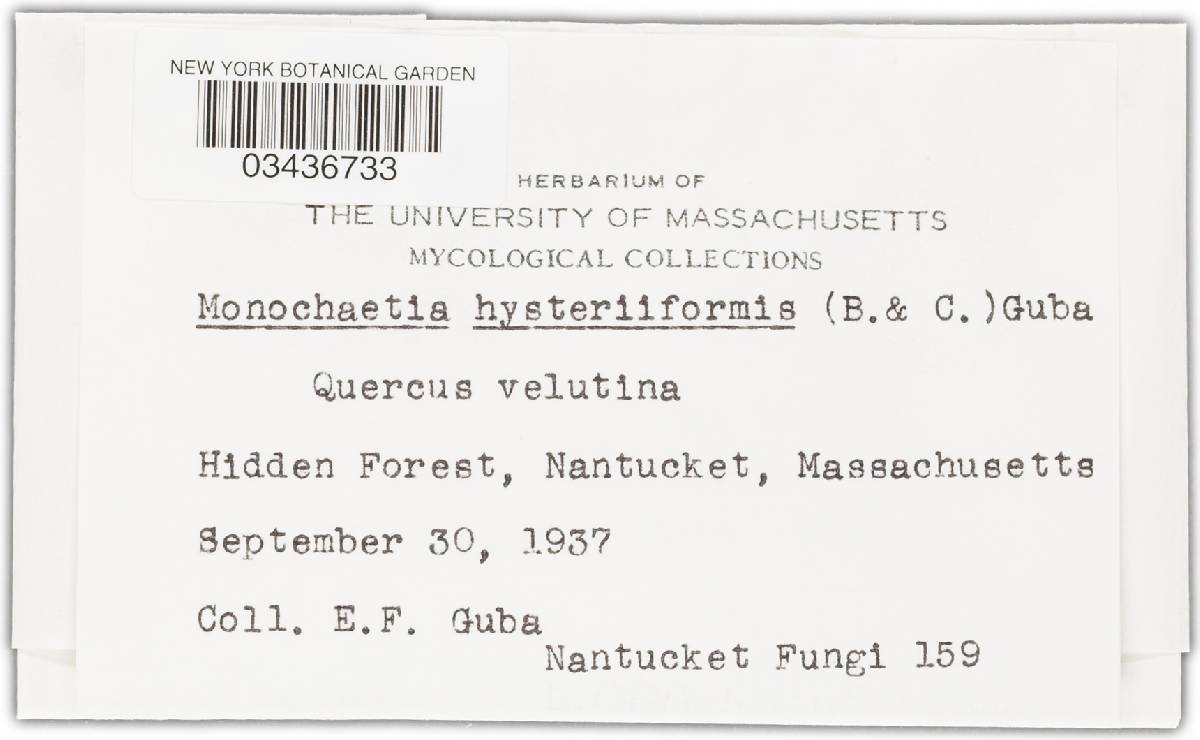 NEW YORK BOTANICAL GARDEN
03436733
HERBARIUM OF
THE UNIVERSITY OF MASSACHUSETTS
MYCOLOGICAL COLLECTIONS
Monochaetia hysteriiformis (B.& C.)Guba
Quercus velutina
Hidden Forest, Nantucket, Massachusetts
September 30, 1937
Coll. E.F. Guba
Nantucket Fungi 159